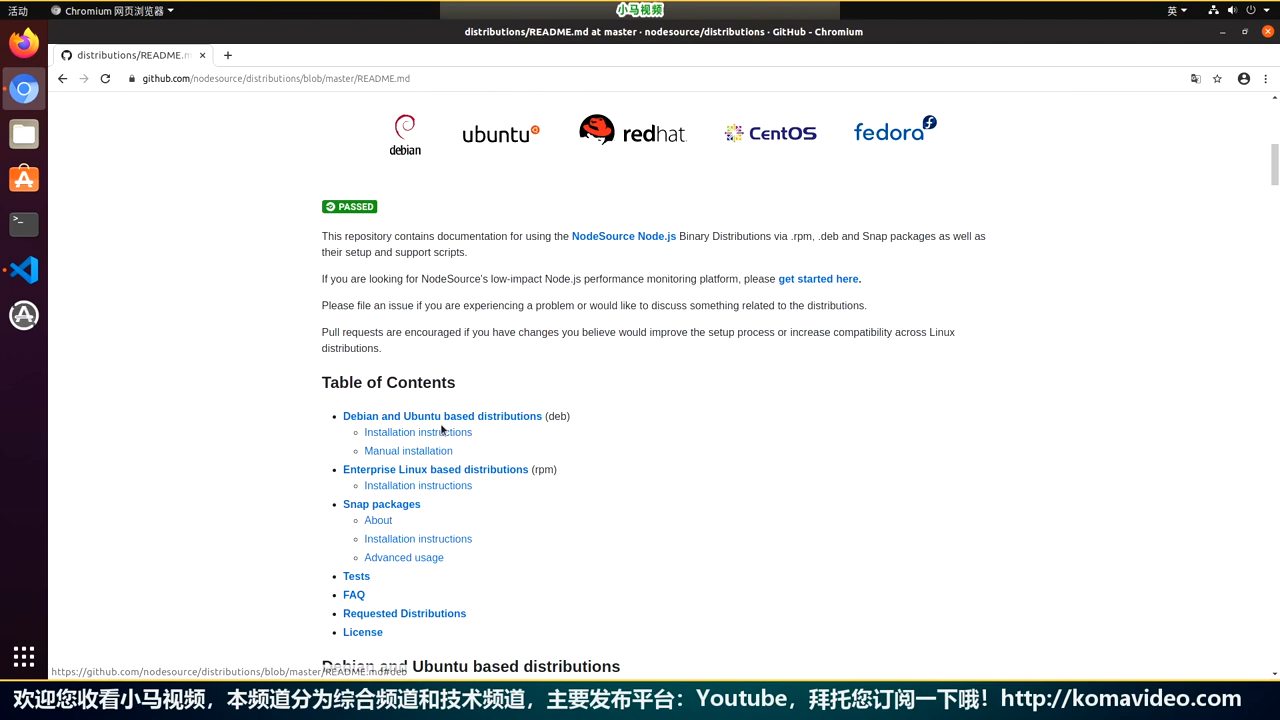 活动
Chromium 网页浏览器
小马视频
英
distributions/README.md at master · nodesource/distributions · GitHub - Chromium
distributions/README.m
github.com/nodesource/distributions/blob/master/README.md
debian
ubuntu
redhat.
CentOS
fedora
PASSED
This repository contains documentation for using the NodeSource Node.js Binary Distributions via .rpm, .deb and Snap packages as well as
their setup and support scripts.
If you are looking for NodeSource's low-impact Node.js performance monitoring platform, please get started here.
Please file an issue if you are experiencing a problem or would like to discuss something related to the distributions.
Pull requests are encouraged if you have changes you believe would improve the setup process or increase compatibility across Linux
distributions.
Table of Contents
Debian and Ubuntu based distributions (deb)
Installation instructions
Manual installation
Enterprise Linux based distributions (rpm)
Installation instructions
Snap packages
About
Installation instructions
Advanced usage
Tests
FAQ
Requested Distributions
License
Debian and Ubuntu based distributions
https://github.com/nodesource/distributions/blob/master/README.md#deb
欢迎您收看小马视频，本频道分为综合频道和技术频道，主要发布平台：Youtube，拜托您订阅一下哦！http://komavideo.com